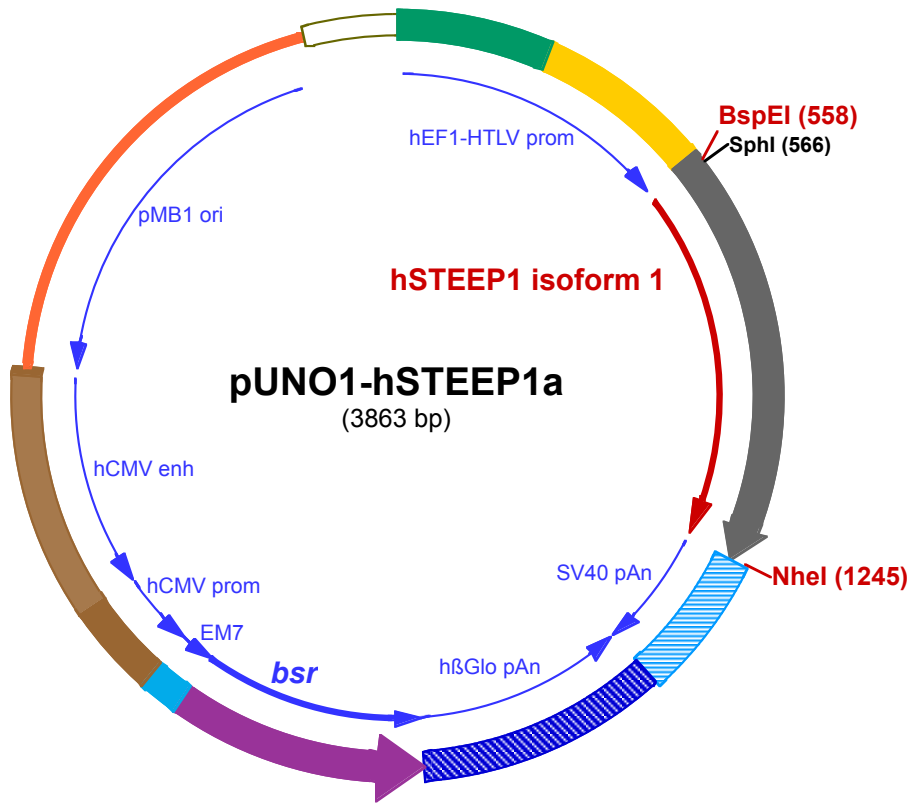 hEF1-HTLV prom
BspEI (558)
SphI (566)
pMB1 ori
hSTEEP1 isoform 1
pUNO1-hSTEEP1a
(3863 bp)
hCMV enh
SV40 pAn
NheI (1245)
hCMV prom
EM7
bsr
hßGlo pAn